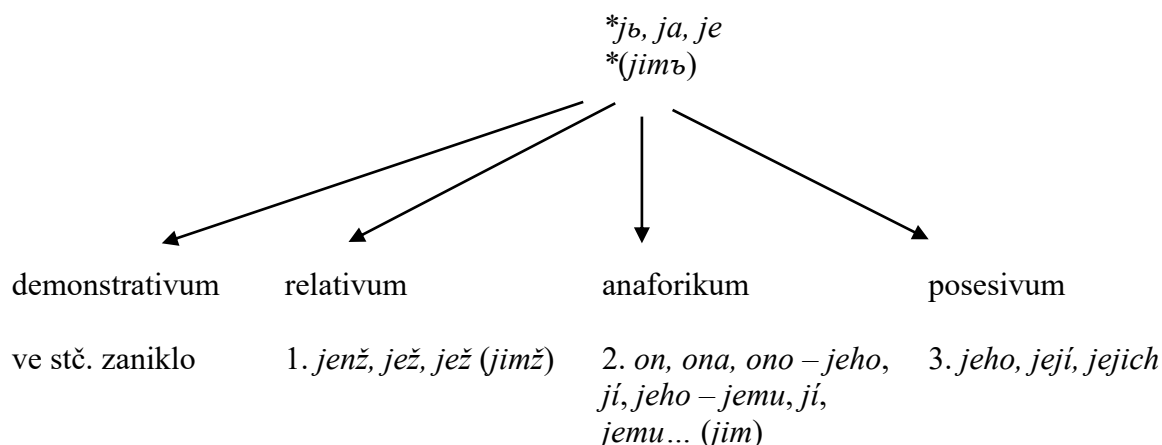 *jь, ja, je
*(jimъ)
demonstrativum relativum anaforikum posesivum
ve stč. zaniklo 1. jenž, jež, jež (jimž) 2. on, ona, ono – jeho, 3. jeho, její, jejich
jí, jeho – jemu, jí,
jemu… (jim)